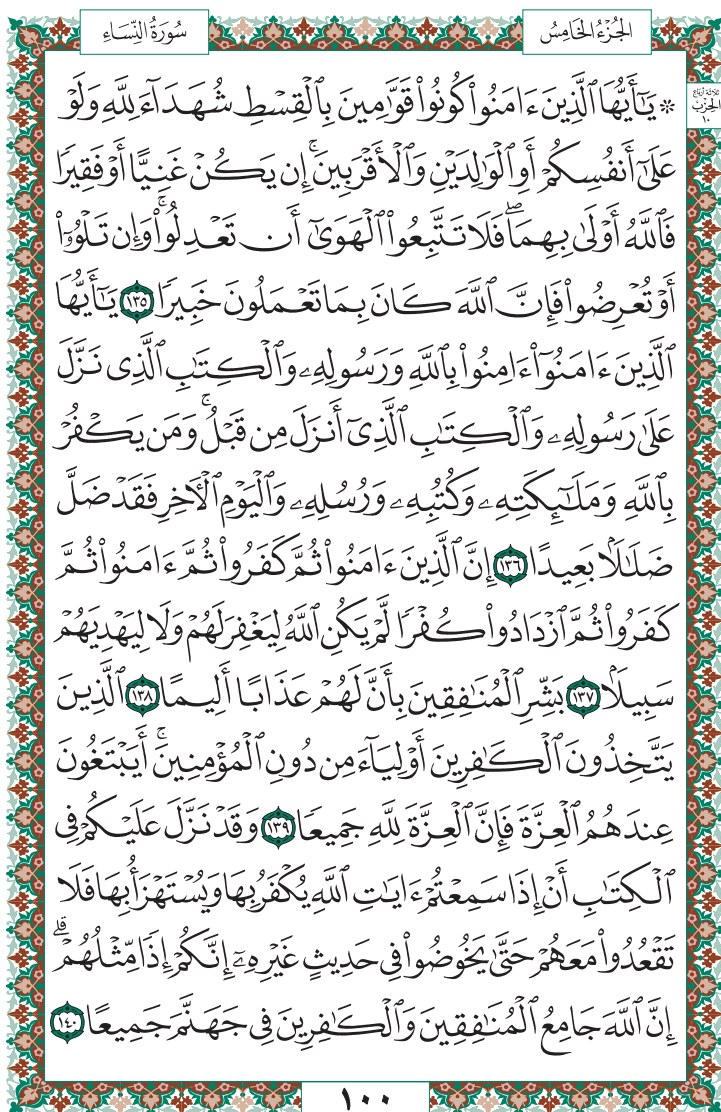 الجُزْءُ الخَامِسُ
سُورَةُ النِّسَاءِ
ثلاثة أرباع
الحِزْب
١٠
۞ يَٰٓأَيُّهَا ٱلَّذِينَ ءَامَنُوا۟ كُونُوا۟ قَوَّٰمِينَ بِٱلْقِسْطِ شُهَدَآءَ لِلَّهِ وَلَوْ
عَلَىٰٓ أَنفُسِكُمْ أَوِ ٱلْوَٰلِدَيْنِ وَٱلْأَقْرَبِينَ ۚ إِن يَكُنْ غَنِيًّا أَوْ فَقِيرًا
فَٱللَّهُ أَوْلَىٰ بِهِمَا ۖ فَلَا تَتَّبِعُوا۟ ٱلْهَوَىٰٓ أَن تَعْدِلُوا۟ ۚ وَإِن تَلْوُۥٓا۟
أَوْ تُعْرِضُوا۟ فَإِنَّ ٱللَّهَ كَانَ بِمَا تَعْمَلُونَ خَبِيرًا ١٣٥ يَٰٓأَيُّهَا
ٱلَّذِينَ ءَامَنُوٓا۟ ءَامِنُوا۟ بِٱللَّهِ وَرَسُولِهِۦ وَٱلْكِتَٰبِ ٱلَّذِى نَزَّلَ
عَلَىٰ رَسُولِهِۦ وَٱلْكِتَٰبِ ٱلَّذِىٓ أَنزَلَ مِن قَبْلُ ۚ وَمَن يَكْفُرْ
بِٱللَّهِ وَمَلَٰٓئِكَتِهِۦ وَكُتُبِهِۦ وَرُسُلِهِۦ وَٱلْيَوْمِ ٱلْءَاخِرِ فَقَدْ ضَلَّ
ضَلَٰلًۢا بَعِيدًا ١٣٦ إِنَّ ٱلَّذِينَ ءَامَنُوا۟ ثُمَّ كَفَرُوا۟ ثُمَّ ءَامَنُوا۟ ثُمَّ
كَفَرُوا۟ ثُمَّ ٱزْدَادُوا۟ كُفْرًا لَّمْ يَكُنِ ٱللَّهُ لِيَغْفِرَ لَهُمْ وَلَا لِيَهْدِيَهُمْ
سَبِيلًۢا ١٣٧ بَشِّرِ ٱلْمُنَٰفِقِينَ بِأَنَّ لَهُمْ عَذَابًا أَلِيمًا ١٣٨ ٱلَّذِينَ
يَتَّخِذُونَ ٱلْكَٰفِرِينَ أَوْلِيَآءَ مِن دُونِ ٱلْمُؤْمِنِينَ ۚ أَيَبْتَغُونَ
عِندَهُمُ ٱلْعِزَّةَ فَإِنَّ ٱلْعِزَّةَ لِلَّهِ جَمِيعًا ١٣٩ وَقَدْ نَزَّلَ عَلَيْكُمْ فِى
ٱلْكِتَٰبِ أَنْ إِذَا سَمِعْتُمْ ءَايَٰتِ ٱللَّهِ يُكْفَرُ بِهَا وَيُسْتَهْزَأُ بِهَا فَلَا
تَقْعُدُوا۟ مَعَهُمْ حَتَّىٰ يَخُوضُوا۟ فِى حَدِيثٍ غَيْرِهِۦٓ ۚ إِنَّكُمْ إِذًا مِّثْلُهُمْ ۗ
إِنَّ ٱللَّهَ جَامِعُ ٱلْمُنَٰفِقِينَ وَٱلْكَٰفِرِينَ فِى جَهَنَّمَ جَمِيعًا ١٤٠
١٠٠